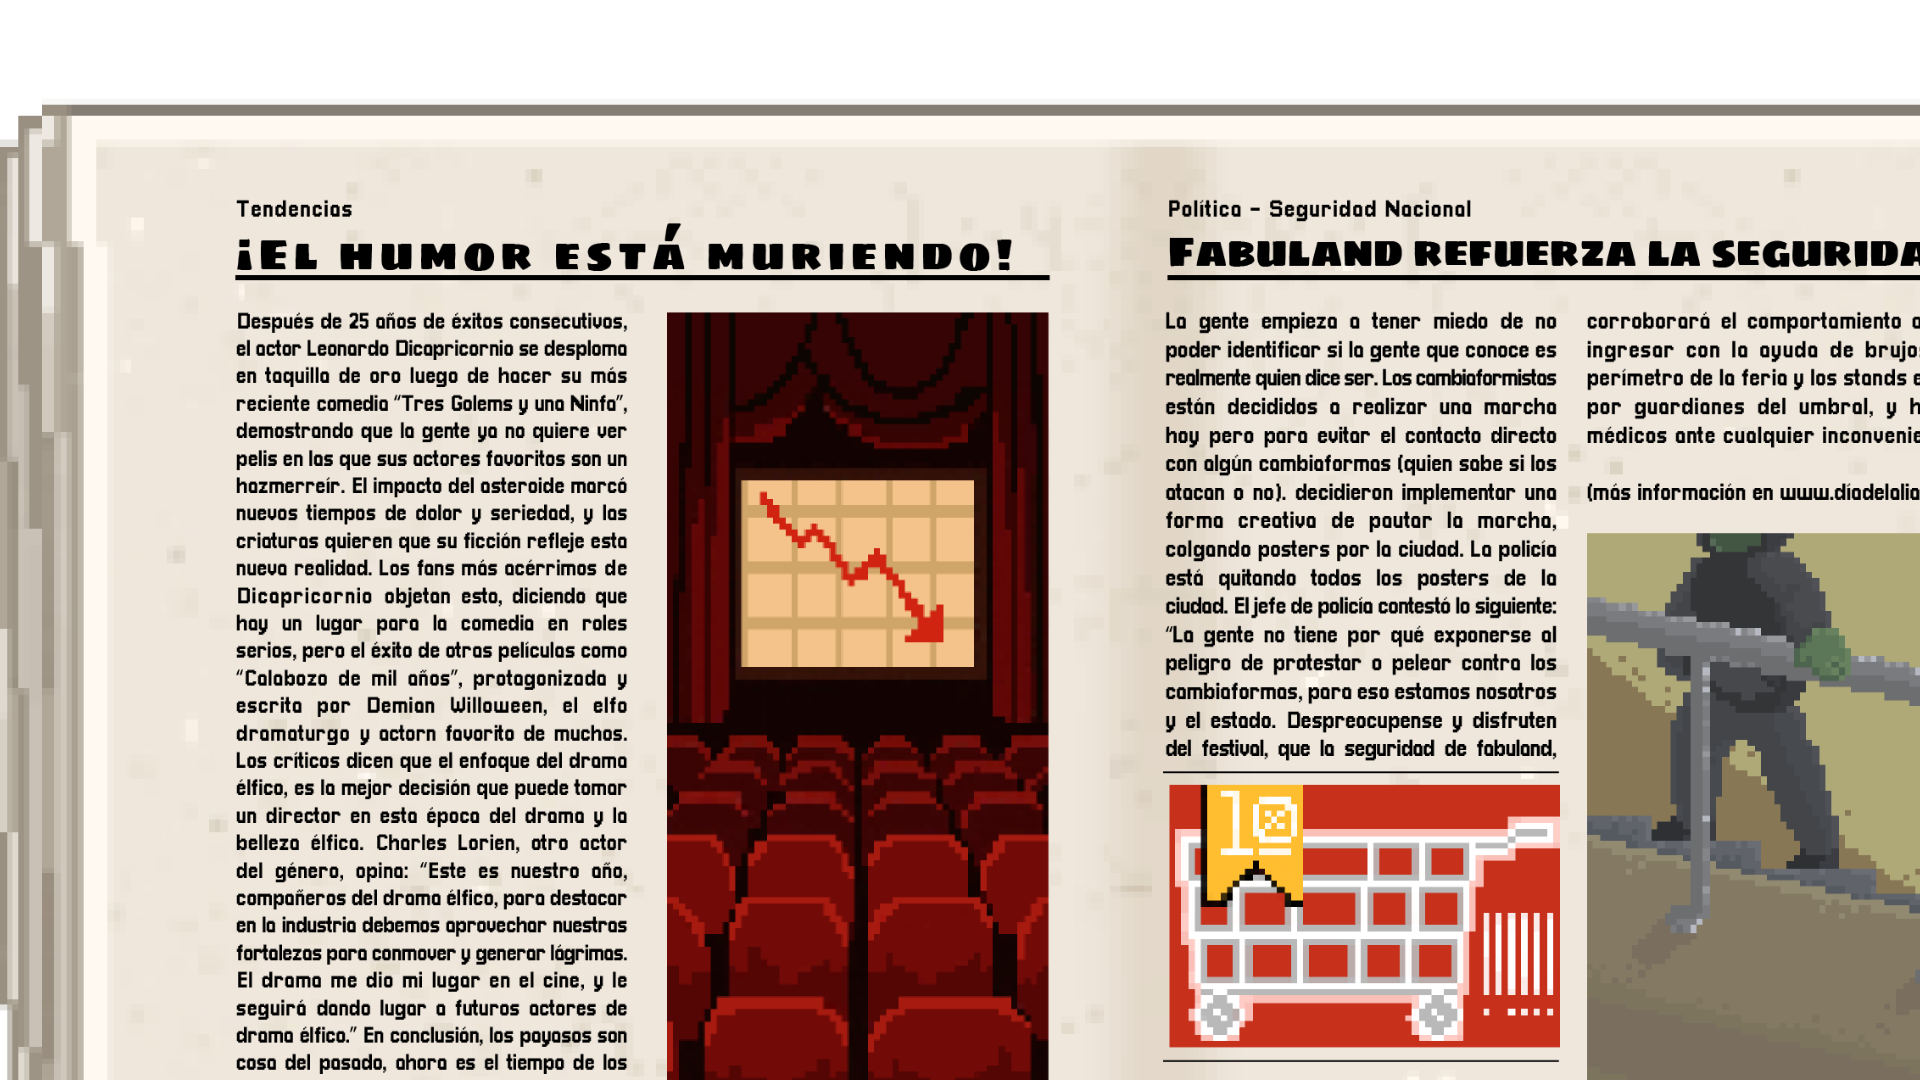 Tendencias
¡El humor está muriendo!
Después de 25 años de éxitos consecutivos,
el actor Leonardo Dicapricornio se desploma
en taquilla de oro luego de hacer su más
reciente comedia “Tres Golems y una Ninfa”,
demostrando que la gente ya no quiere ver
pelis en las que sus actores favoritos son un
hazmerreír. El impacto del asteroide marcó
nuevos tiempos de dolor y seriedad, y las
criaturas quieren que su ficción refleje esta
nueva realidad. Los fans más acérrimos de
Dicapricornio objetan esto, diciendo que
hay un lugar para la comedia en roles
serios, pero el éxito de otras películas como
“Calabozo de mil años”, protagonizada y
escrita por Demian Willoween, el elfo
dramaturgo y actorn favorito de muchos.
Los críticos dicen que el enfoque del drama
élfico, es la mejor decisión que puede tomar
un director en esta época del drama y la
belleza élfica. Charles Lorien, otro actor
del género, opina: “Este es nuestro año,
compañeros del drama élfico, para destacar
en la industria debemos aprovechar nuestras
fortalezas para conmover y generar lágrimas.
El drama me dio mi lugar en el cine, y le
seguirá dando lugar a futuros actores de
drama élfico.” En conclusión, los payasos son
cosa del pasado, ahora es el tiempo de los
Política - Seguridad Nacional
Fabuland refuerza la segurida
La gente empieza a tener miedo de no
poder identificar si la gente que conoce es
realmente quien dice ser. Los cambiaformistas
están decididos a realizar una marcha
hoy pero para evitar el contacto directo
con algún cambiaformas (quien sabe si los
atacan o no). decidieron implementar una
forma creativa de pautar la marcha,
colgando posters por la ciudad. La policía
está quitando todos los posters de la
ciudad. El jefe de policía contestó lo siguiente:
“La gente no tiene por qué exponerse al
peligro de protestar o pelear contra los
cambiaformas, para eso estamos nosotros
y el estado. Despreocupense y disfruten
del festival, que la seguridad de fabuland,
corroborará el comportamiento
ingresar con la ayuda de brujo
perímetro de la feria y los stands e
por guardianes del umbral, y h
médicos ante cualquier inconvenie
(más información en www.díadelalia